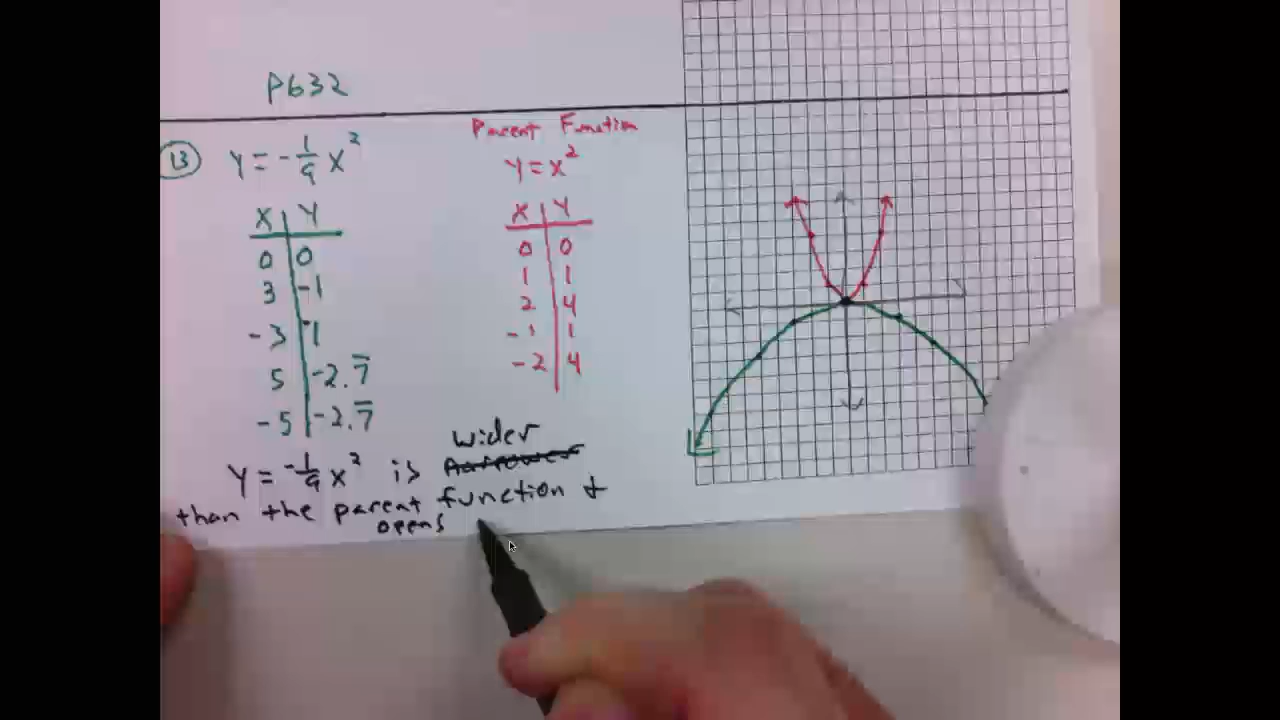 P632
13 Y = -1/9 x²
X Y
0 0
3 -1
-3 -1
5 -2.7̅
-5 -2.7̅
Parent Function
Y = x²
X Y
0 0
1 1
2 4
-1 1
-2 4
wider
Y = -1/9 x² is narrower
than the parent function &
opens